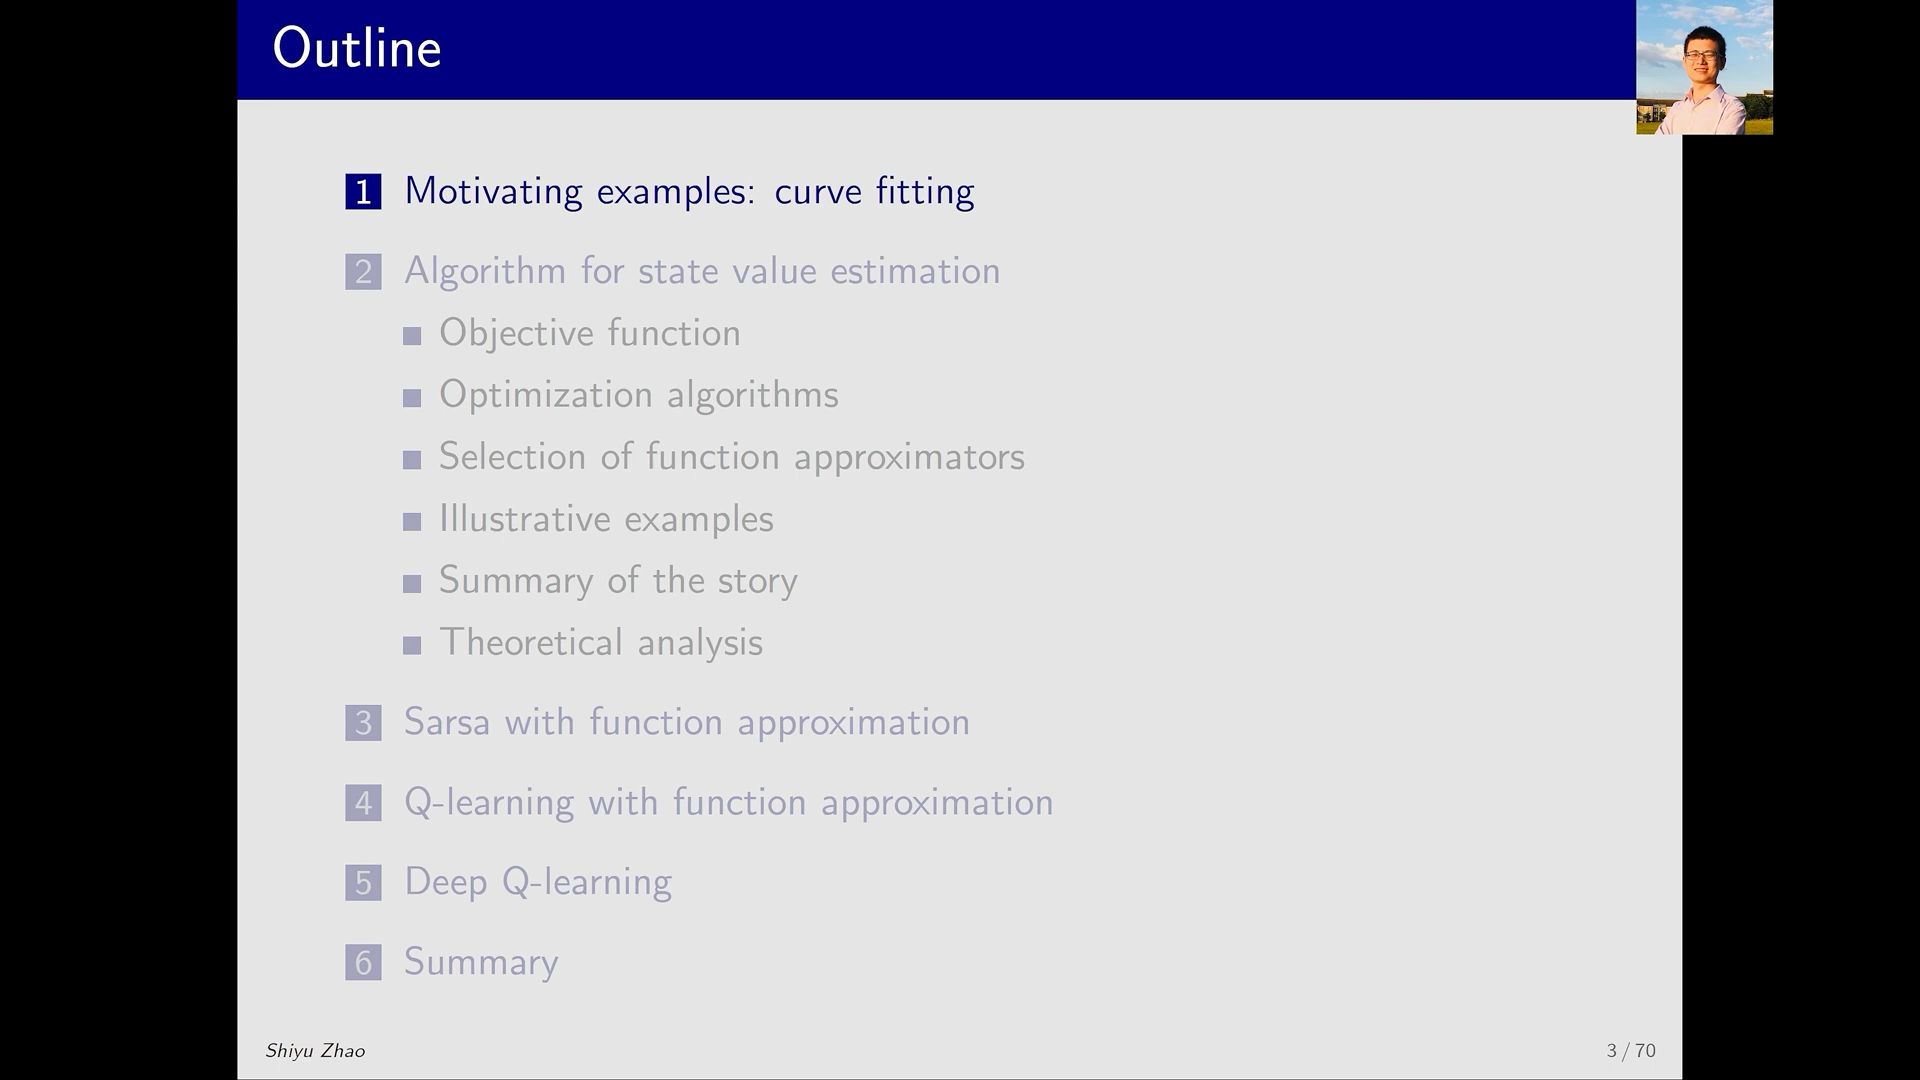 Outline
1 Motivating examples: curve fitting
2 Algorithm for state value estimation
Objective function
Optimization algorithms
Selection of function approximators
Illustrative examples
Summary of the story
Theoretical analysis
3 Sarsa with function approximation
4 Q-learning with function approximation
5 Deep Q-learning
6 Summary
Shiyu Zhao
3 / 70